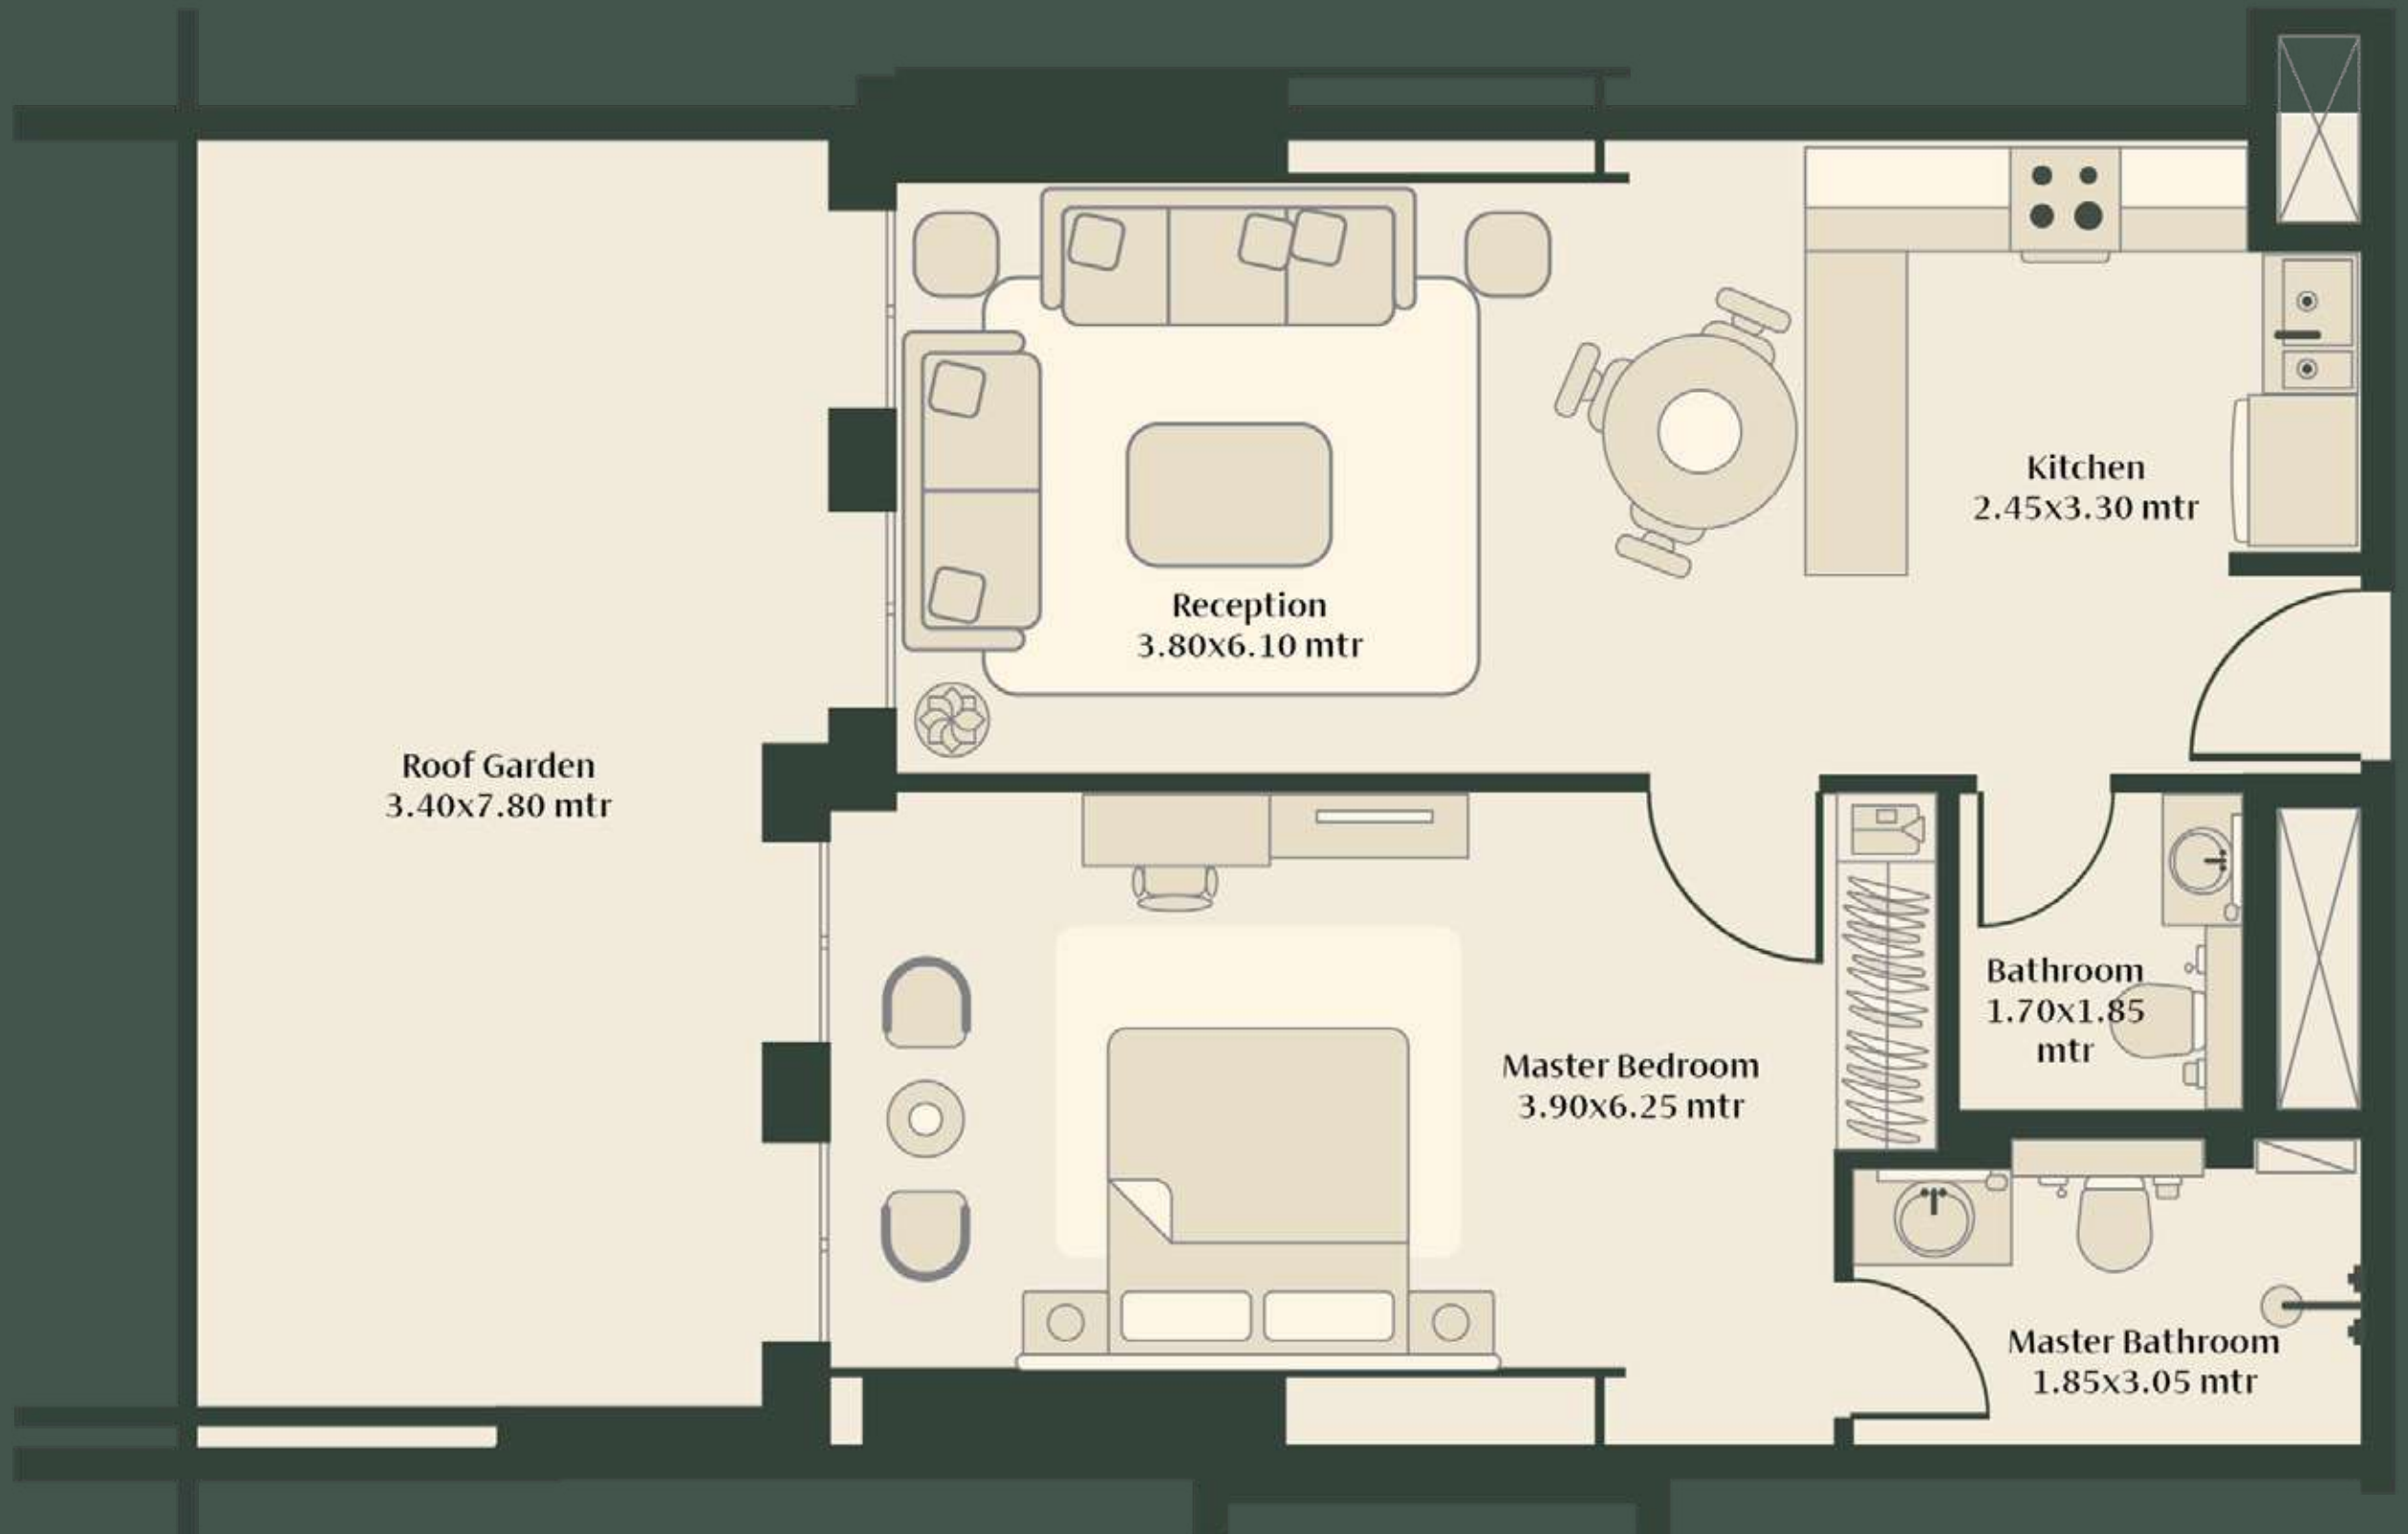 Kitchen
2.45x3.30 mtr
Reception
3.80x6.10 mtr
Roof Garden
3.40x7.80 mtr
Bathroom
1.70x1.85
mtr
Master Bedroom
3.90x6.25 mtr
Master Bathroom
1.85x3.05 mtr